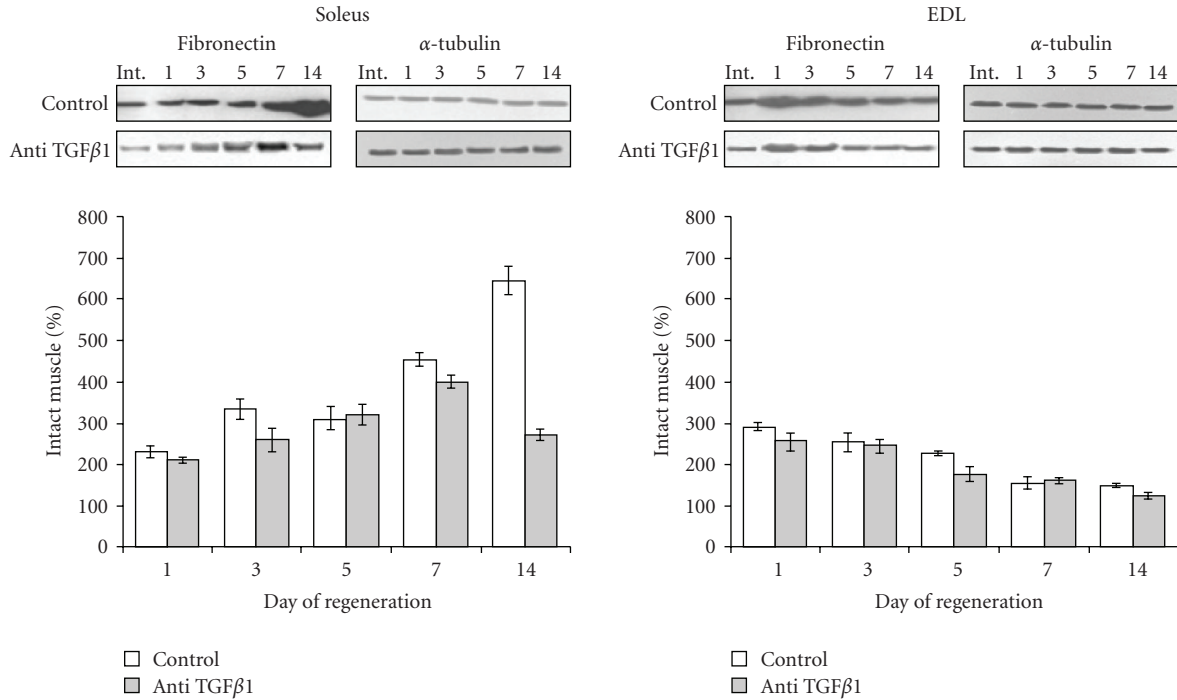 Soleus
Fibronectin α-tubulin
Int. 1 3 5 7 14 1 3 5 7 14
Control
Anti TGFβ1
800
700
600
500
400
300
200
100
0
Intact muscle (%)
1 3 5 7 14
Day of regeneration
Control
Anti TGFβ1
EDL
Fibronectin α-tubulin
Int. 1 3 5 7 14 Int. 1 3 5 7 14
Control
Anti TGFβ1
800
700
600
500
400
300
200
100
0
Intact muscle (%)
1 3 5 7 14
Day of regeneration
Control
Anti TGFβ1